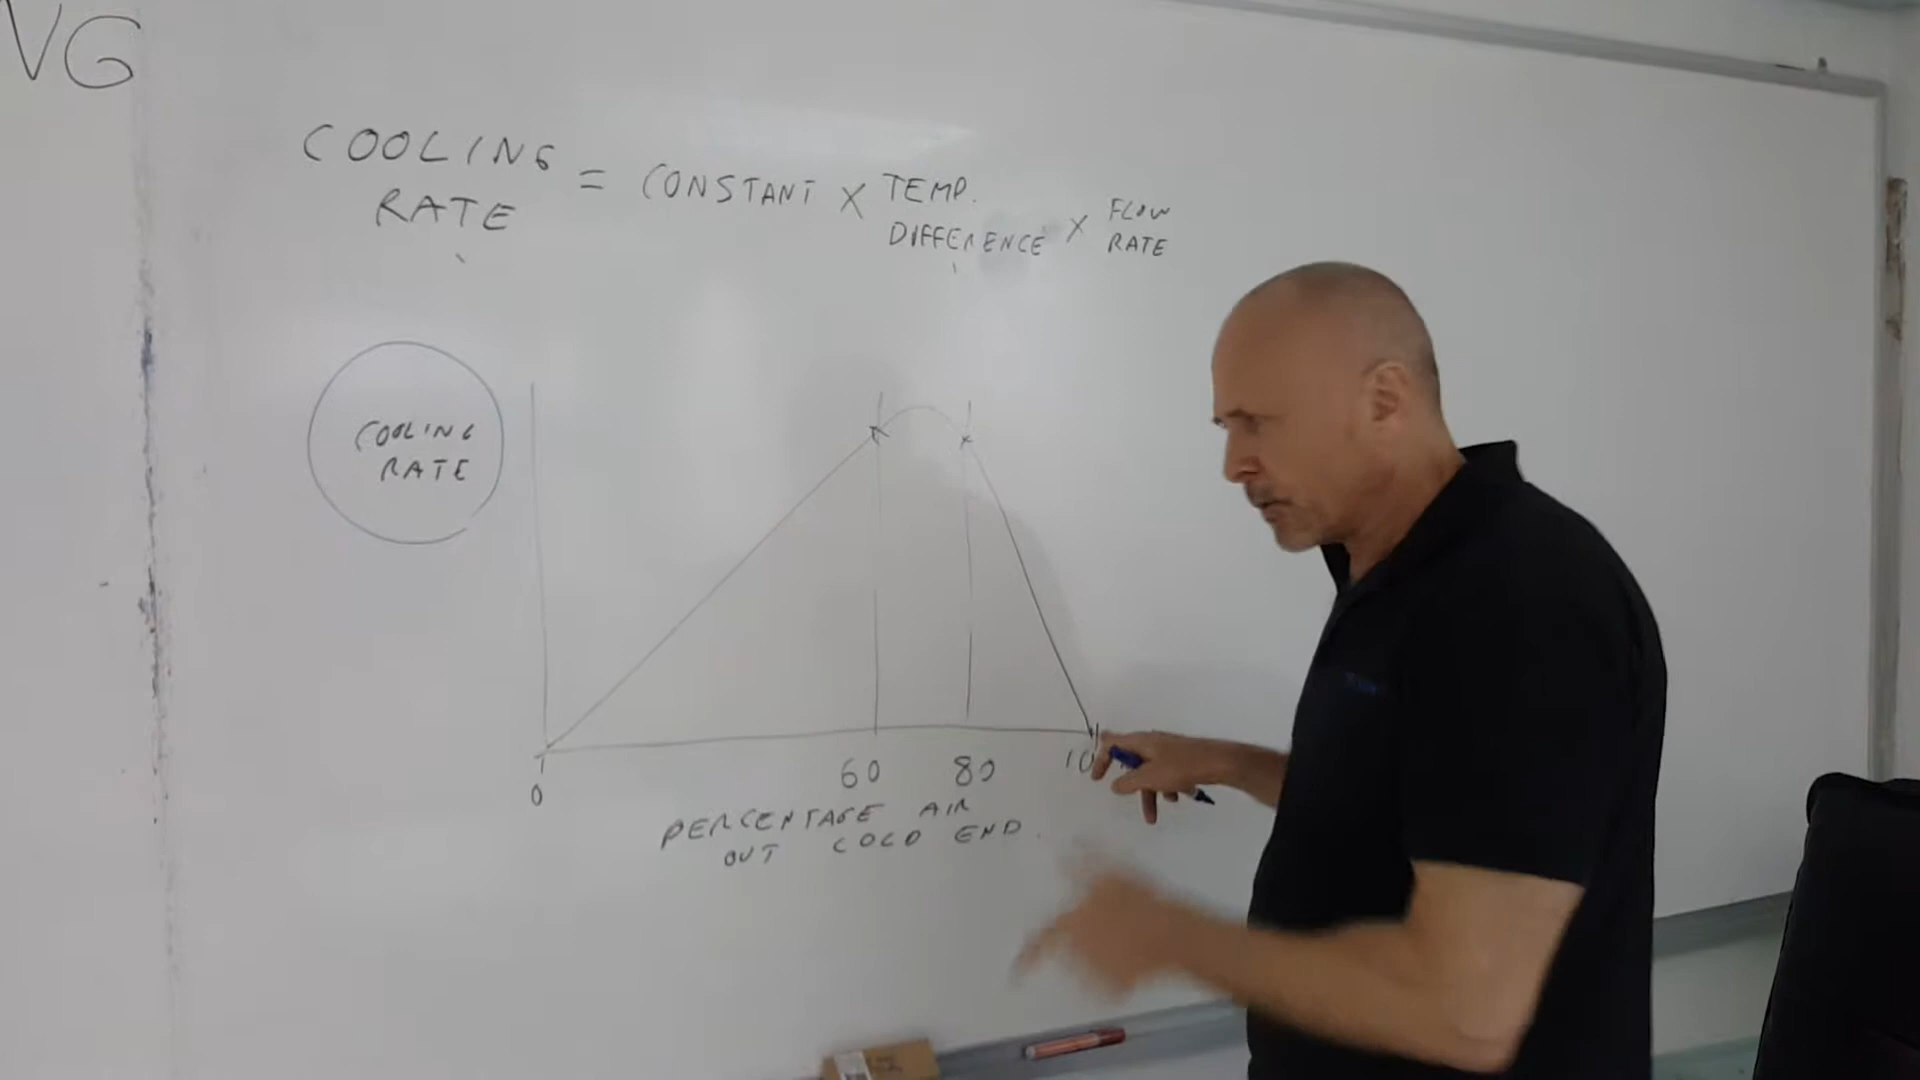 VG
COOLING
RATE
= CONSTANT X TEMP.
DIFFERENCE X FLOW
RATE
COOLING
RATE
0
60
80
PERCENTAGE AIR
OUT COLD END.